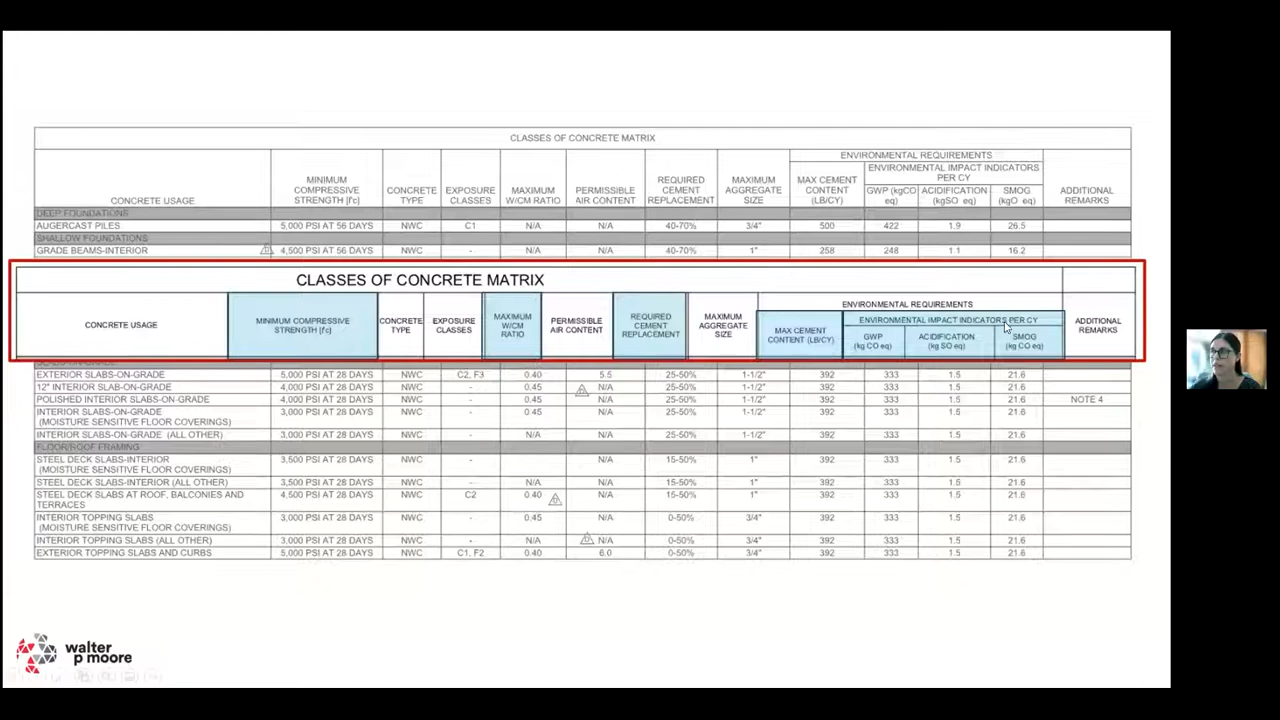 CLASSES OF CONCRETE MATRIX
CONCRETE USAGE MINIMUM COMPRESSIVE STRENGTH [f'c) CONCRETE TYPE EXPOSURE CLASSES MAXIMUM W/CM RATIO PERMISSIBLE AIR CONTENT REQUIRED CEMENT REPLACEMENT MAXIMUM AGGREGATE SIZE ENVIRONMENTAL REQUIREMENTS MAX CEMENT CONTENT (LB/CY) ENVIRONMENTAL IMPACT INDICATORS PER CY GWP (kgCO eq) ACIDIFICATION (kgSO eq) SMOG (kgO eq) ADDITIONAL REMARKS
DEEP FOUNDATIONS
AUGERCAST PILES 5,000 PSI AT 56 DAYS NWC C1 N/A N/A 40-70% 3/4" 500 422 1.9 26.5
SHALLOW FOUNDATIONS
GRADE BEAMS-INTERIOR 4,500 PSI AT 56 DAYS NWC - N/A N/A 40-70% 1" 258 248 1.1 16.2
CLASSES OF CONCRETE MATRIX
CONCRETE USAGE MINIMUM COMPRESSIVE STRENGTH [f'c) CONCRETE TYPE EXPOSURE CLASSES MAXIMUM W/CM RATIO PERMISSIBLE AIR CONTENT REQUIRED CEMENT REPLACEMENT MAXIMUM AGGREGATE SIZE ENVIRONMENTAL REQUIREMENTS MAX CEMENT CONTENT (LB/CY) ENVIRONMENTAL IMPACT INDICATORS PER CY GWP (kg CO eq) ACIDIFICATION (kg SO eq) SMOG (kg CO eq) ADDITIONAL REMARKS
EXTERIOR SLABS-ON-GRADE 5,000 PSI AT 28 DAYS NWC C2, F3 0.40 5.5 25-50% 1-1/2" 392 333 1.5 21.6
12" INTERIOR SLAB-ON-GRADE 4,000 PSI AT 28 DAYS NWC - 0.45 N/A 25-50% 1-1/2" 392 333 1.5 21.6
POLISHED INTERIOR SLABS-ON-GRADE 4,000 PSI AT 28 DAYS NWC - 0.45 N/A 25-50% 1-1/2" 392 333 1.5 21.6 NOTE 4
INTERIOR SLABS-ON-GRADE 3,000 PSI AT 28 DAYS NWC - 0.45 N/A 25-50% 1-1/2" 392 333 1.5 21.6
(MOISTURE SENSITIVE FLOOR COVERINGS)
INTERIOR SLABS-ON-GRADE (ALL OTHER) 3,000 PSI AT 28 DAYS NWC - N/A N/A 25-50% 1-1/2" 392 333 1.5 21.6
FLOOR/ROOF FRAMING
STEEL DECK SLABS-INTERIOR 3,500 PSI AT 28 DAYS NWC - N/A 15-50% 1" 392 333 1.5 21.6
(MOISTURE SENSITIVE FLOOR COVERINGS)
STEEL DECK SLABS-INTERIOR (ALL OTHER) 3,500 PSI AT 28 DAYS NWC - N/A N/A 15-50% 1" 392 333 1.5 21.6
STEEL DECK SLABS AT ROOF, BALCONIES AND 4,500 PSI AT 28 DAYS NWC C2 0.40 N/A 15-50% 1" 392 333 1.5 21.6
TERRACES
INTERIOR TOPPING SLABS 3,000 PSI AT 28 DAYS NWC - 0.45 N/A 0-50% 3/4" 392 333 1.5 21.6
(MOISTURE SENSITIVE FLOOR COVERINGS)
INTERIOR TOPPING SLABS (ALL OTHER) 3,000 PSI AT 28 DAYS NWC - N/A N/A 0-50% 3/4" 392 333 1.5 21.6
EXTERIOR TOPPING SLABS AND CURBS 5,000 PSI AT 28 DAYS NWC C1, F2 0.40 6.0 0-50% 3/4" 392 333 1.5 21.6
walter
p moore